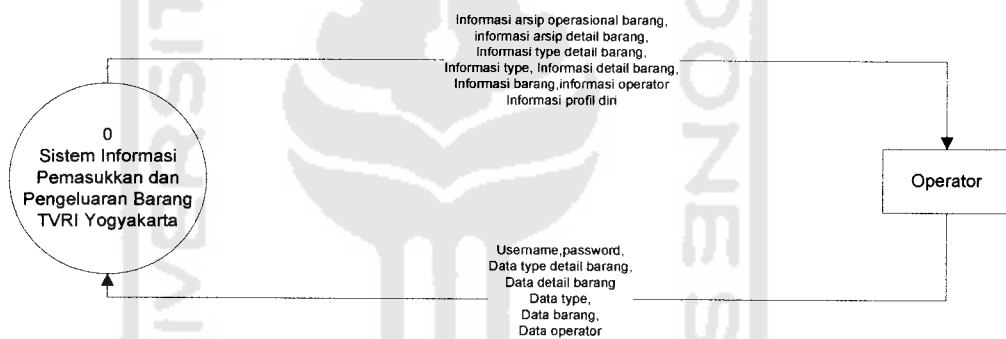 Informasi arsip operasional barang,
informasi arsip detail barang,
Informasi type detail barang,
Informasi type, Informasi detail barang,
Informasi barang,informasi operator
Informasi profil diri
0
Sistem Informasi
Pemasukkan dan
Pengeluaran Barang
TVRI Yogyakarta
Operator
Username,password,
Data type detail barang,
Data detail barang
Data type,
Data barang,
Data operator